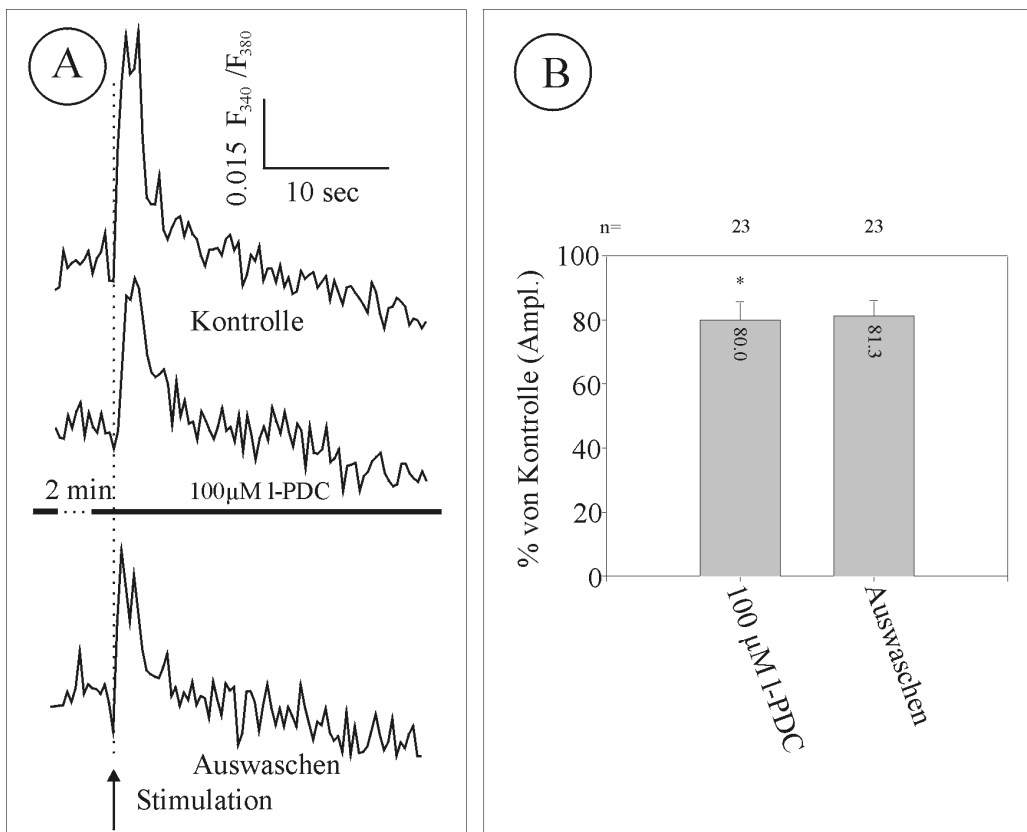 A
0.015 F340 /F380
10 sec
Kontrolle
2 min
100µM l-PDC
Auswaschen
Stimulation
B
n= 23 23
% von Kontrolle (Ampl.)
100
80
60
40
20
0
*
80.0
81.3
100 µM l-PDC
Auswaschen